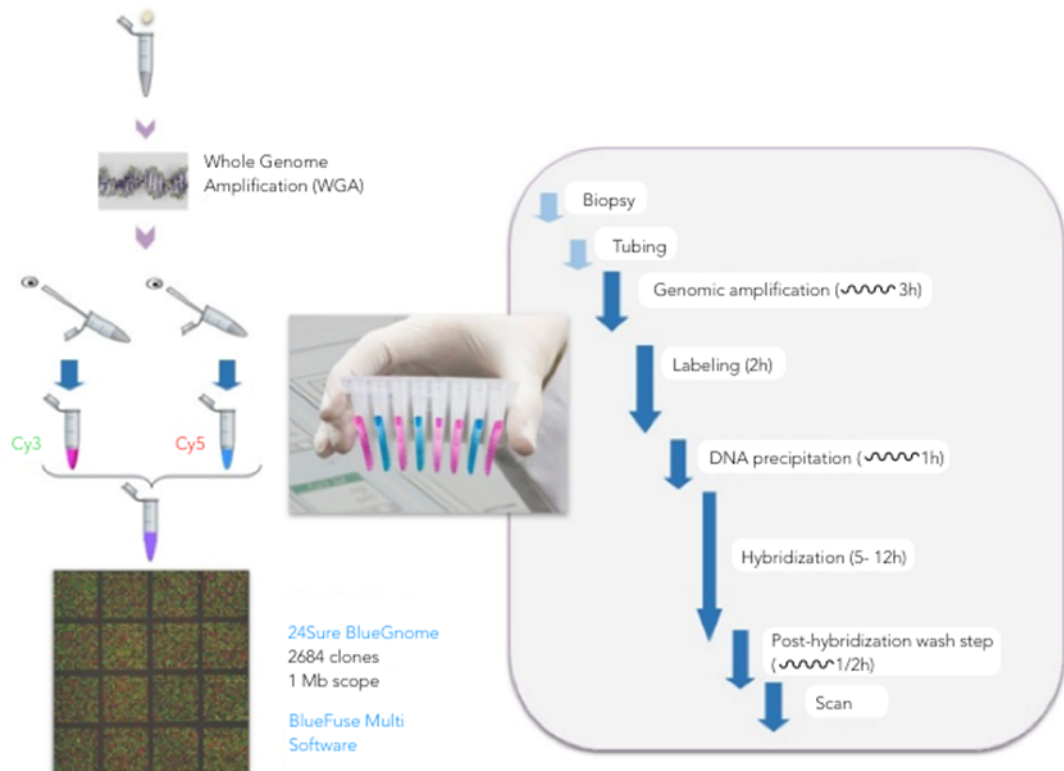 Whole Genome
Amplification (WGA)
Cy3
Cy5
24Sure BlueGnome
2684 clones
1 Mb scope
BlueFuse Multi
Software
Biopsy
Tubing
Genomic amplification ( 3h)
Labeling (2h)
DNA precipitation ( 1h)
Hybridization (5- 12h)
Post-hybridization wash step
( 1/2h)
Scan